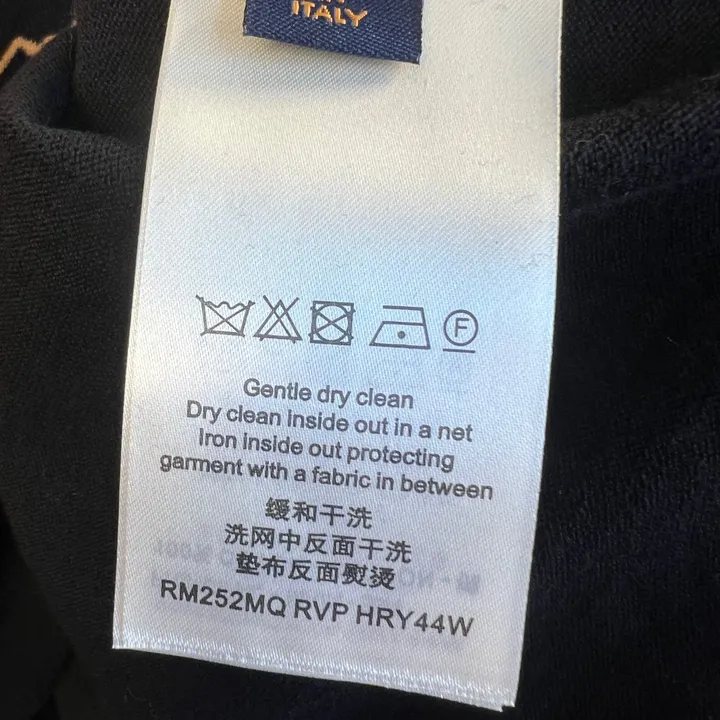 ITALY
F
Gentle dry clean
Dry clean inside out in a net
Iron inside out protecting
garment with a fabric in between
缓和干洗
洗网中反面干洗
垫布反面熨烫
RM252MQ RVP HRY44W